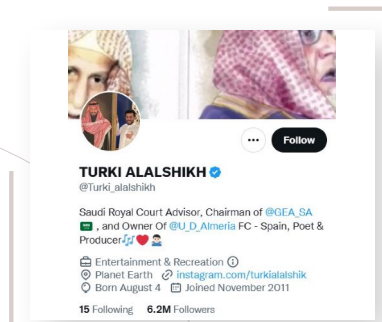 Follow
TURKI ALALSHIKH
@Turki_alalshikh
Saudi Royal Court Advisor, Chairman of @GEA_SA
🇸🇦 , and Owner Of @U_D_Almeria FC - Spain, Poet &
Producer🎶❤️👨🏻‍🎨
Entertainment & Recreation
Planet Earth instagram.com/turkialalshik
Born August 4 Joined November 2011
15 Following 6.2M Followers